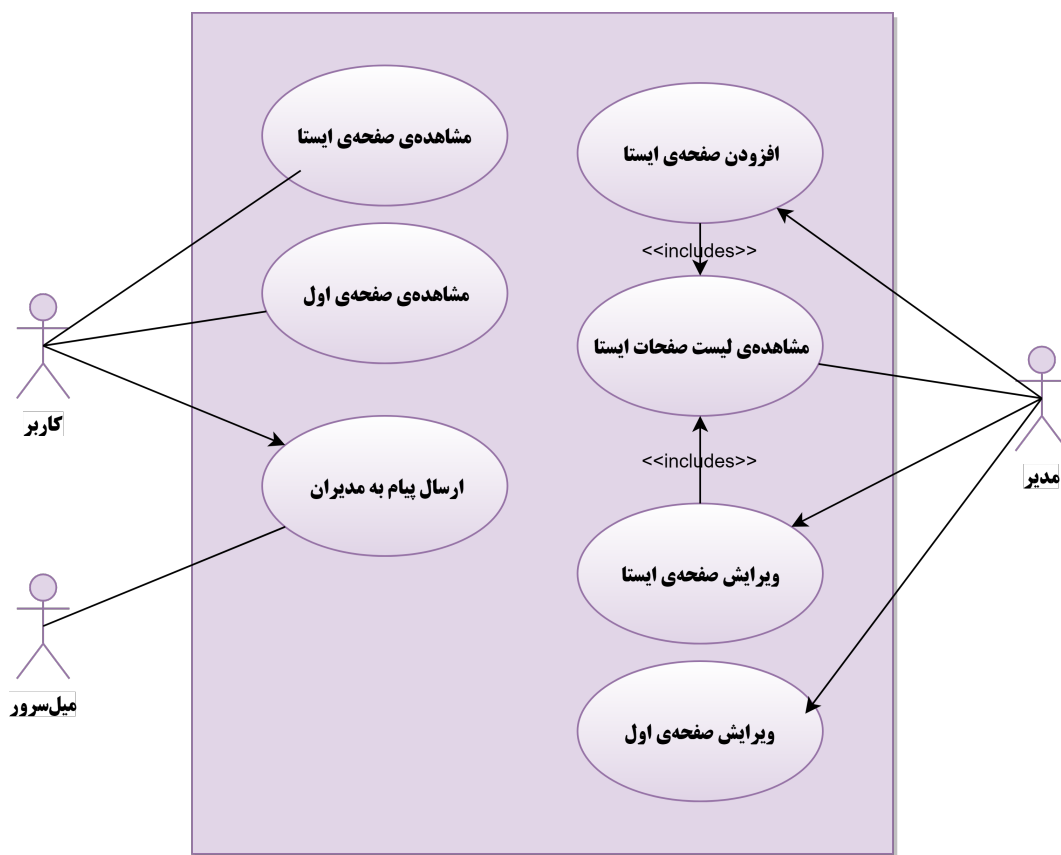 مشاهده‌ی صفحه‌ی ایستا
افزودن صفحه‌ی ایستا
<<includes>>
مشاهده‌ی صفحه‌ی اول
مشاهده‌ی لیست صفحات ایستا
کاربر
<<includes>>
مدیر
ارسال پیام به مدیران
ویرایش صفحه‌ی ایستا
میل‌سرور
ویرایش صفحه‌ی اول